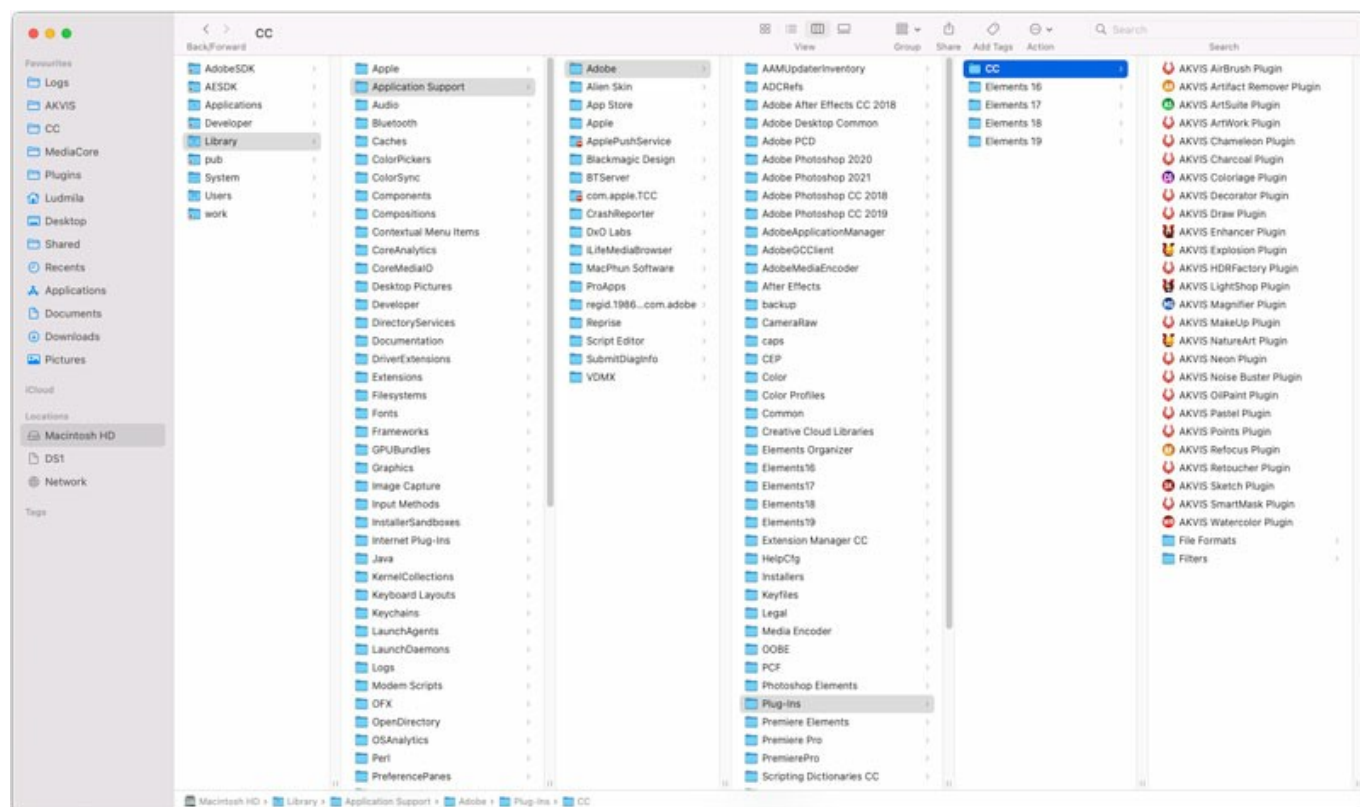 CC
Back/Forward
View
Group
Share
Add Tags
Action
Search
Search
Favourites
Logs
AKVIS
CC
MediaCore
Plugins
Ludmila
Desktop
Shared
Recents
Applications
Documents
Downloads
Pictures
iCloud
Locations
Macintosh HD
DS1
Network
Tags
AdobeSDK
AESDK
Applications
Developer
Library
pub
System
Users
work
Apple
Application Support
Audio
Bluetooth
Caches
ColorPickers
ColorSync
Components
Compositions
Contextual Menu Items
CoreAnalytics
CoreMediaIO
Desktop Pictures
Developer
DirectoryServices
Documentation
DriverExtensions
Extensions
Filesystems
Fonts
Frameworks
GPUBundles
Graphics
Image Capture
Input Methods
InstallerSandboxes
Internet Plug-Ins
Java
KernelCollections
Keyboard Layouts
Keychains
LaunchAgents
LaunchDaemons
Logs
Modem Scripts
OFX
OpenDirectory
OSAnalytics
Perl
PreferencePanes
Adobe
Alien Skin
App Store
Apple
ApplePushService
Blackmagic Design
BTServer
com.apple.TCC
CrashReporter
DxO Labs
iLifeMediaBrowser
MacPhun Software
ProApps
regid.1986...com.adobe
Reprise
Script Editor
SubmitDiagInfo
VDMX
AAMUpdaterInventory
ADCRefs
Adobe After Effects CC 2018
Adobe Desktop Common
Adobe PCD
Adobe Photoshop 2020
Adobe Photoshop 2021
Adobe Photoshop CC 2018
Adobe Photoshop CC 2019
AdobeApplicationManager
AdobeGCClient
AdobeMediaEncoder
After Effects
backup
CameraRaw
caps
CEP
Color
Color Profiles
Common
Creative Cloud Libraries
Elements Organizer
Elements16
Elements17
Elements18
Elements19
Extension Manager CC
HelpCfg
Installers
Keyfiles
Legal
Media Encoder
OOBE
PCF
Photoshop Elements
Plug-Ins
Premiere Elements
Premiere Pro
PremierePro
Scripting Dictionaries CC
CC
Elements 16
Elements 17
Elements 18
Elements 19
AKVIS AirBrush Plugin
AKVIS Artifact Remover Plugin
AKVIS ArtSuite Plugin
AKVIS ArtWork Plugin
AKVIS Chameleon Plugin
AKVIS Charcoal Plugin
AKVIS Coloriage Plugin
AKVIS Decorator Plugin
AKVIS Draw Plugin
AKVIS Enhancer Plugin
AKVIS Explosion Plugin
AKVIS HDRFactory Plugin
AKVIS LightShop Plugin
AKVIS Magnifier Plugin
AKVIS MakeUp Plugin
AKVIS NatureArt Plugin
AKVIS Neon Plugin
AKVIS Noise Buster Plugin
AKVIS OilPaint Plugin
AKVIS Pastel Plugin
AKVIS Points Plugin
AKVIS Refocus Plugin
AKVIS Retoucher Plugin
AKVIS Sketch Plugin
AKVIS SmartMask Plugin
AKVIS Watercolor Plugin
File Formats
Filters
Macintosh HD › Library › Application Support › Adobe › Plug-Ins › CC